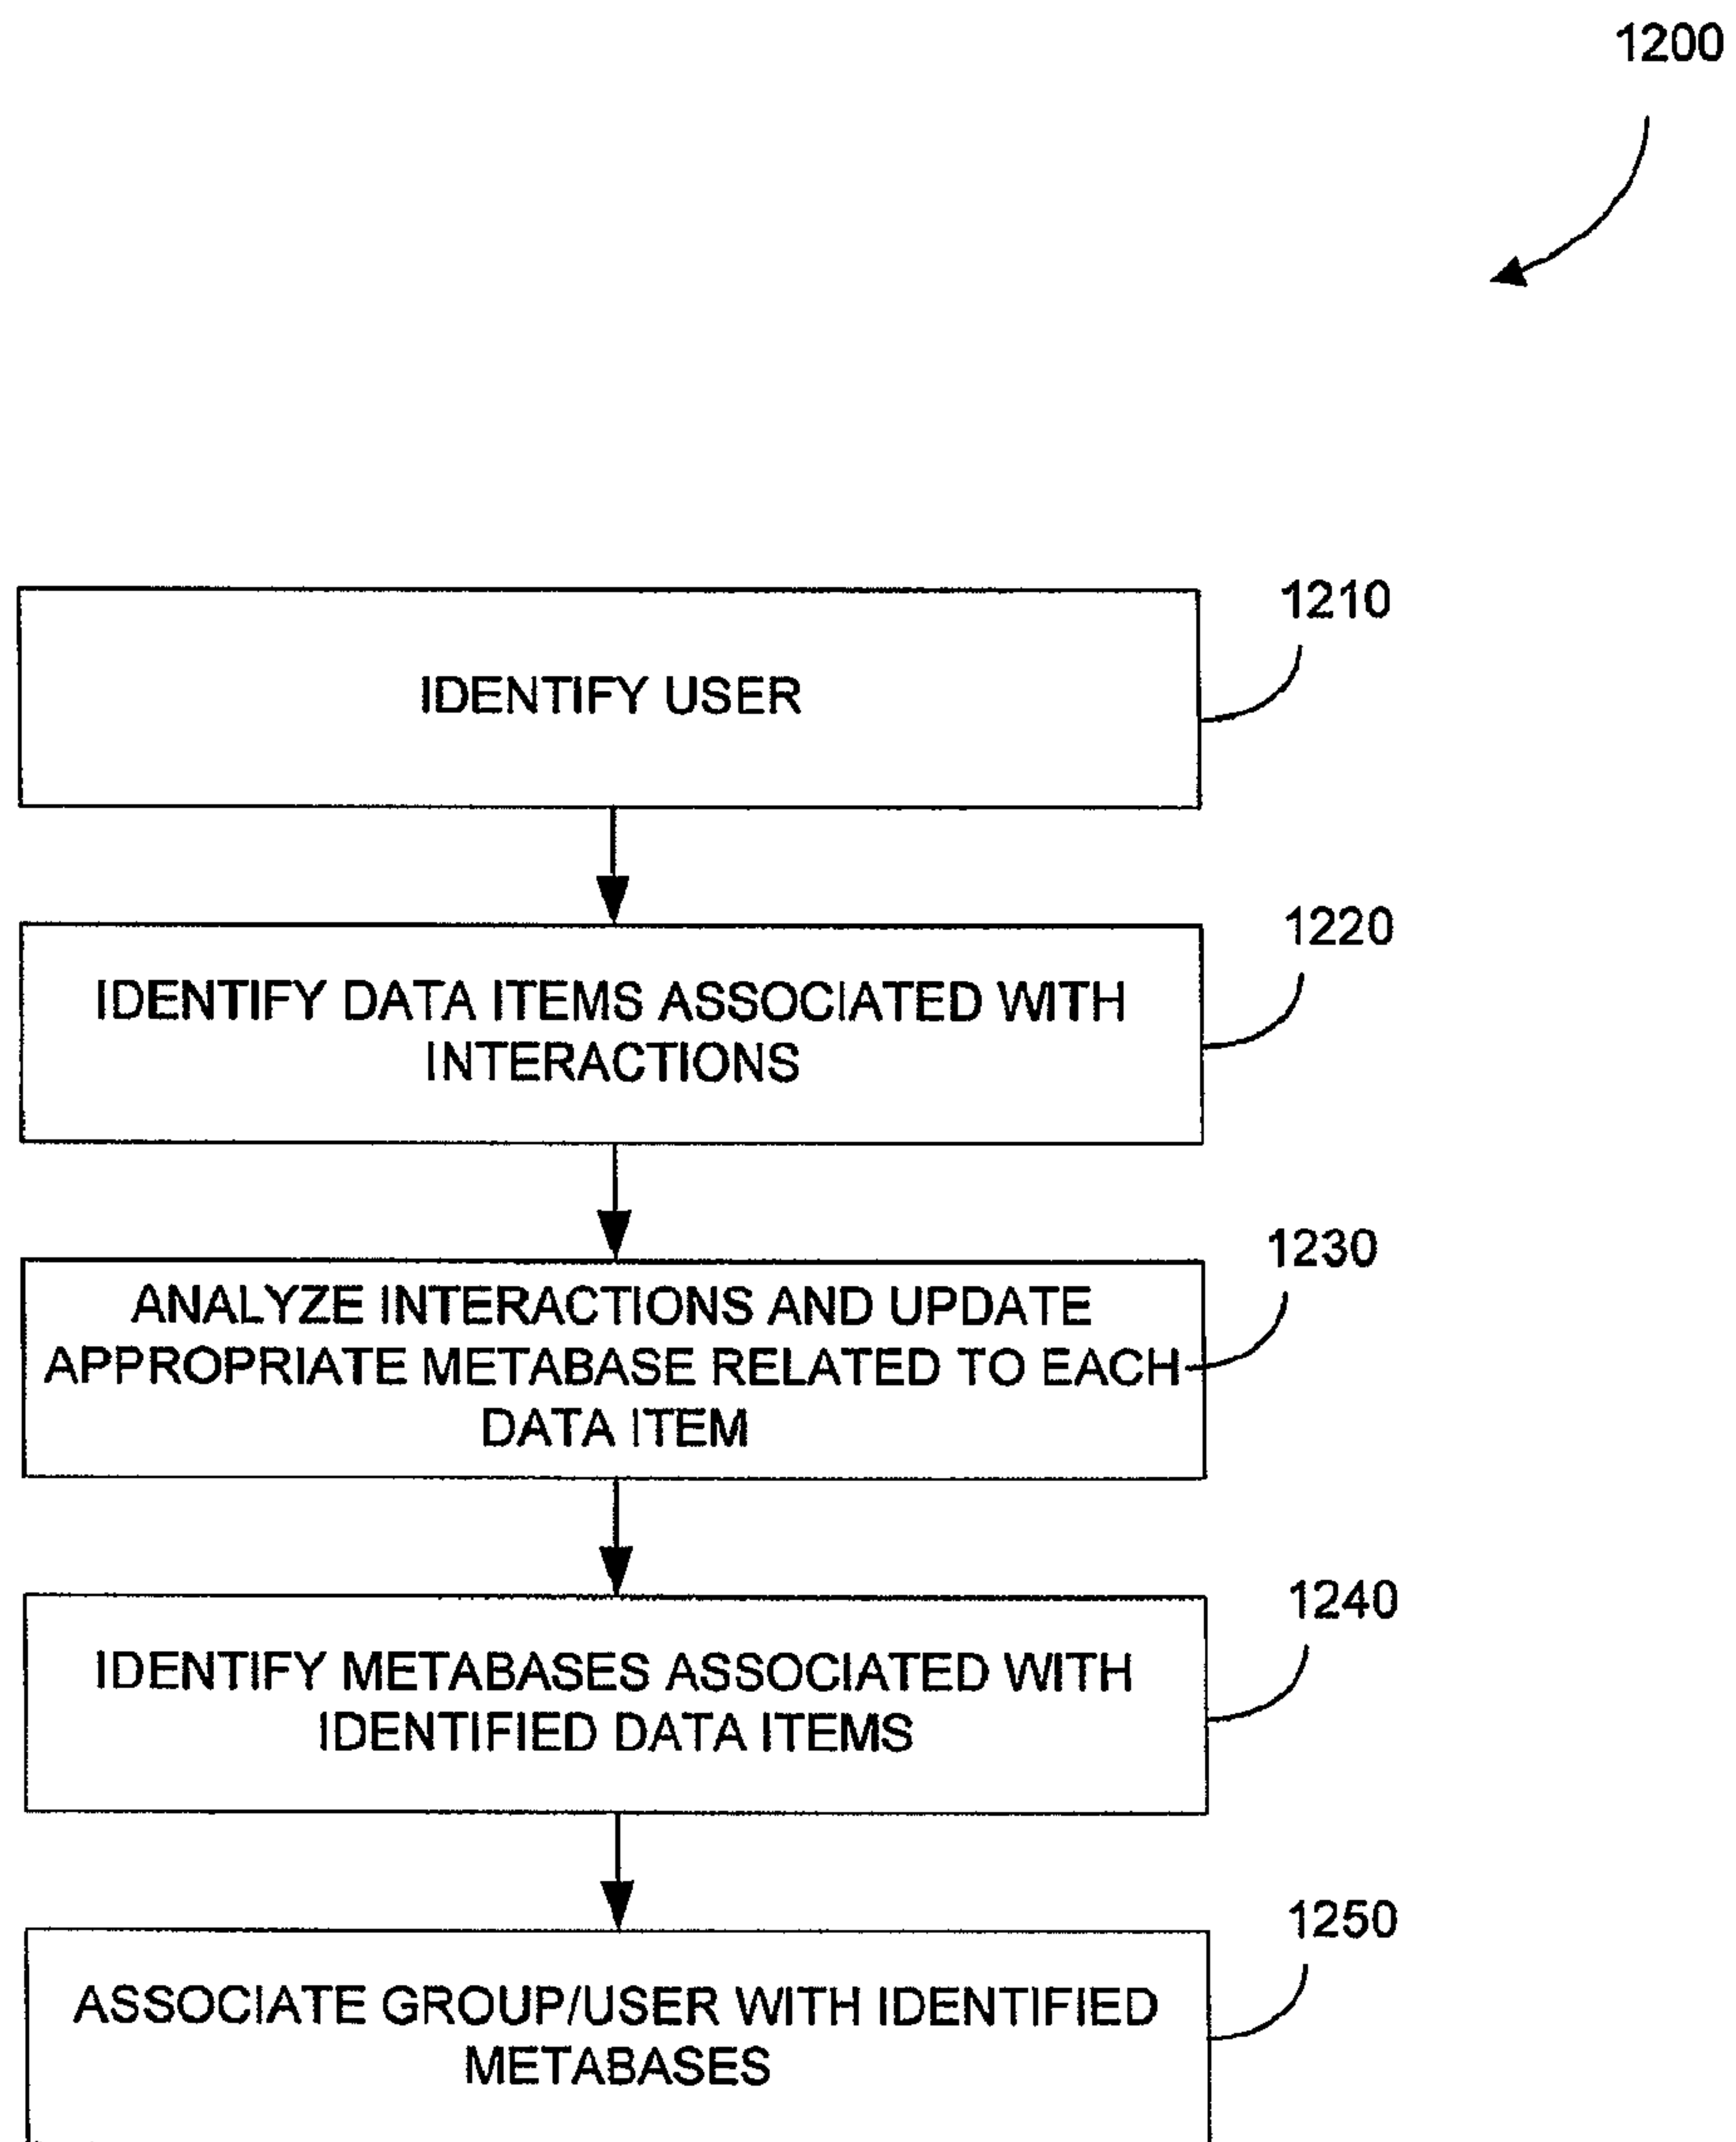 1200
1210
IDENTIFY USER
1220
IDENTIFY DATA ITEMS ASSOCIATED WITH
INTERACTIONS
1230
ANALYZE INTERACTIONS AND UPDATE
APPROPRIATE METABASE RELATED TO EACH
DATA ITEM
1240
IDENTIFY METABASES ASSOCIATED WITH
IDENTIFIED DATA ITEMS
1250
ASSOCIATE GROUP/USER WITH IDENTIFIED
METABASES